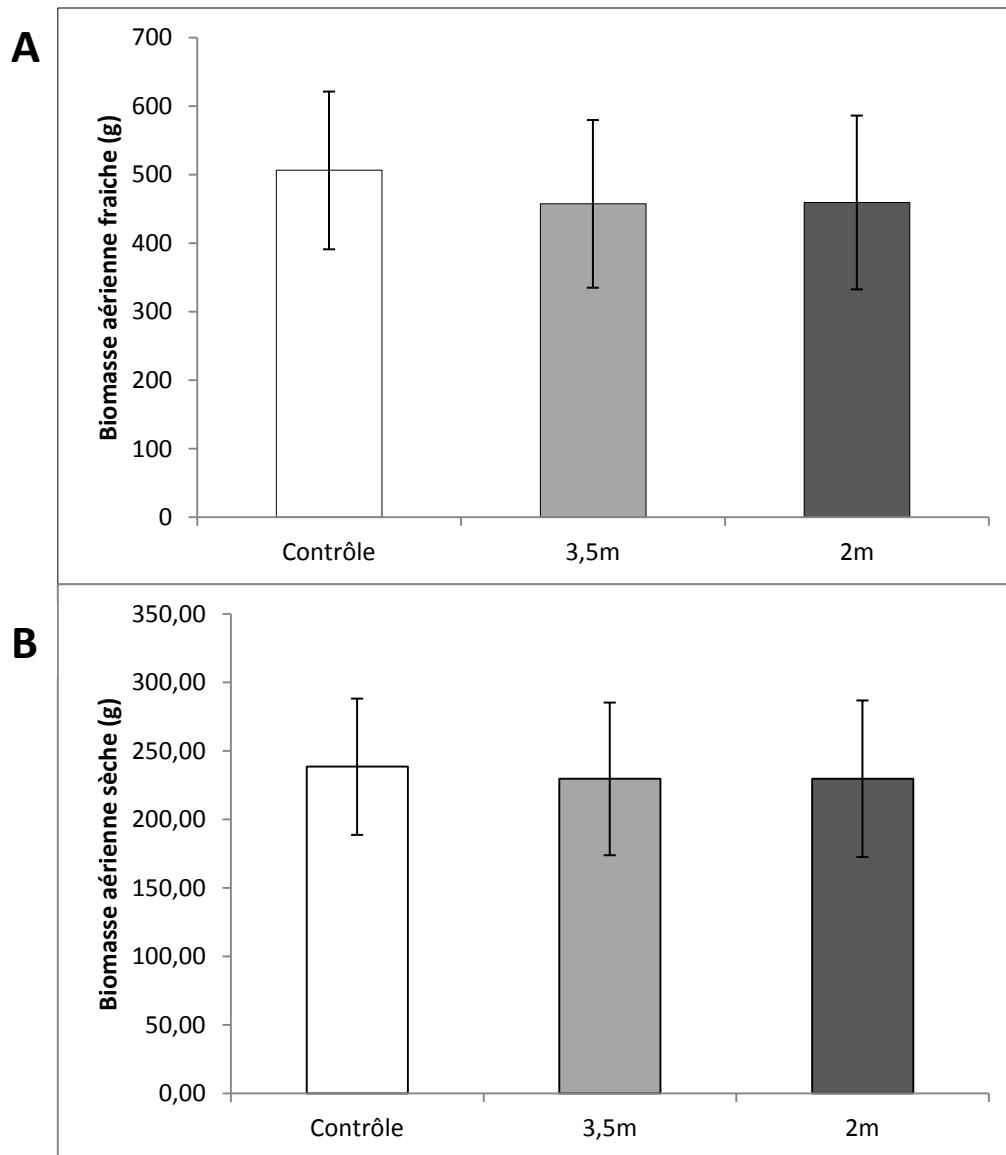 A
Biomasse aérienne fraiche (g)
700
600
500
400
300
200
100
0
Contrôle 3,5m 2m
B
Biomasse aérienne sèche (g)
350,00
300,00
250,00
200,00
150,00
100,00
50,00
0,00
Contrôle 3,5m 2m